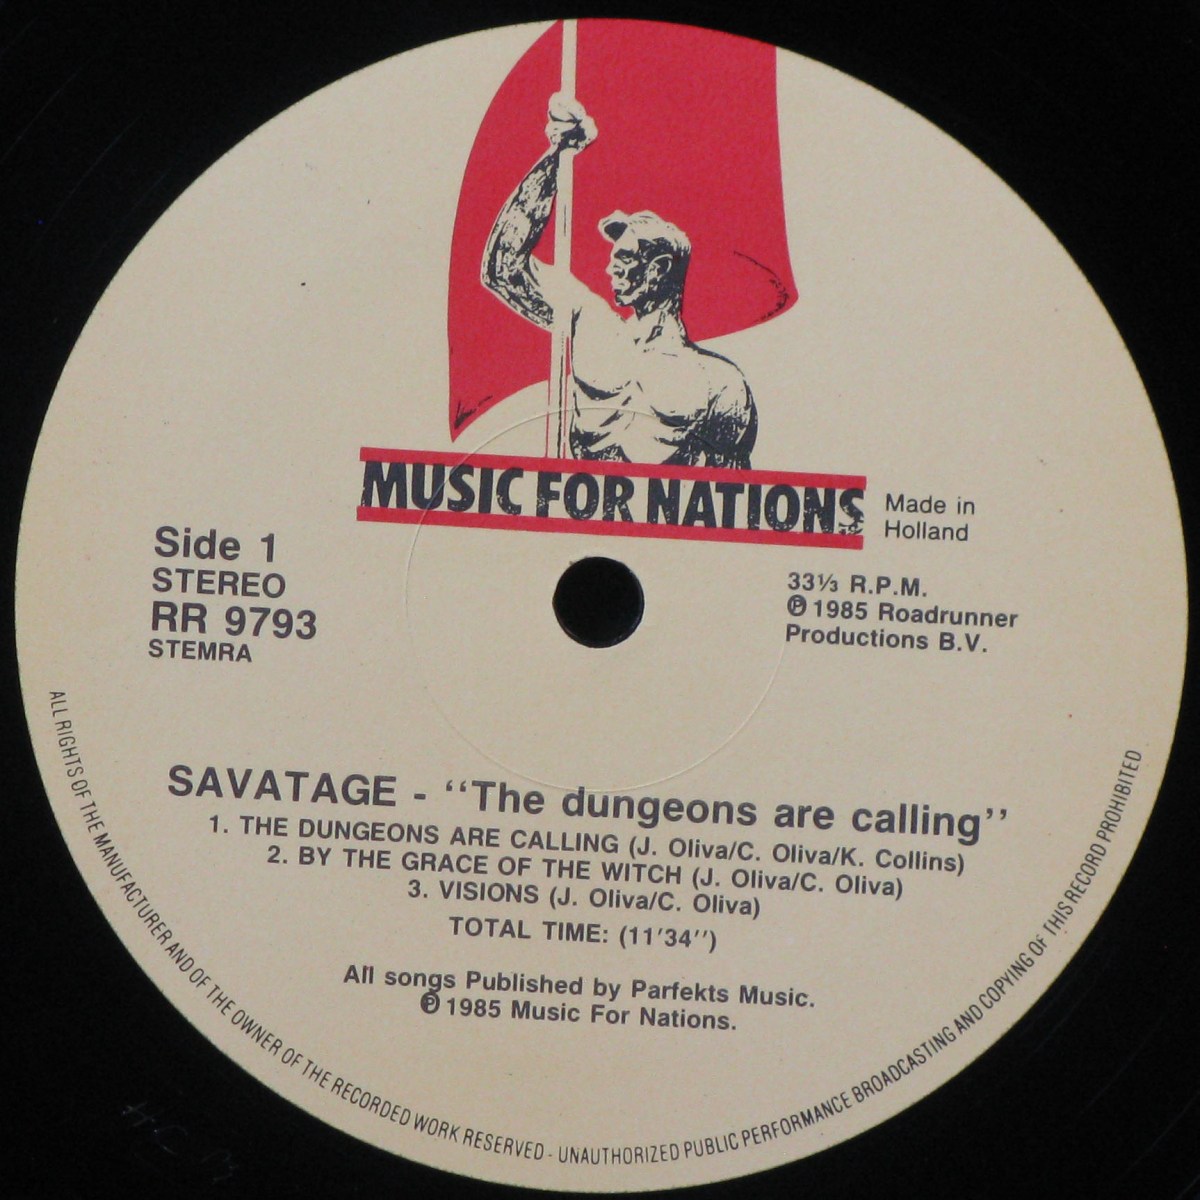 MUSIC FOR NATIONS
Made in
Holland
Side 1
STEREO
RR 9793
STEMRA
33⅓ R.P.M.
℗ 1985 Roadrunner
Productions B.V.
SAVATAGE - “The dungeons are calling”
1. THE DUNGEONS ARE CALLING (J. Oliva/C. Oliva/K. Collins)
2. BY THE GRACE OF THE WITCH (J. Oliva/C. Oliva)
3. VISIONS (J. Oliva/C. Oliva)
TOTAL TIME: (11'34'')
All songs Published by Parfekts Music.
℗ 1985 Music For Nations.
ALL RIGHTS OF THE MANUFACTURER AND OF THE OWNER OF THE RECORDED WORK RESERVED - UNAUTHORIZED PUBLIC PERFORMANCE BROADCASTING AND COPYING OF THIS RECORD PROHIBITED